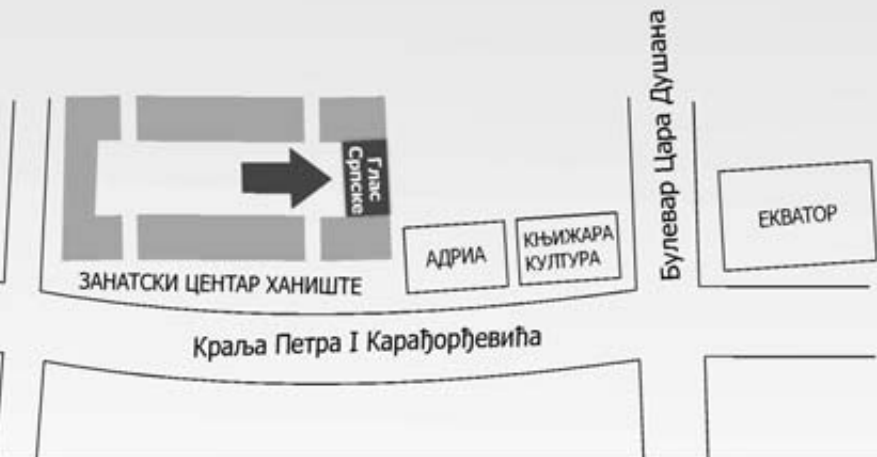 Булевар Цара Душана
Глас
Српске
ЕКВАТОР
АДРИА
КЊИЖАРА
КУЛТУРА
ЗАНАТСКИ ЦЕНТАР ХАНИШТЕ
Краља Петра I Карађорђевића